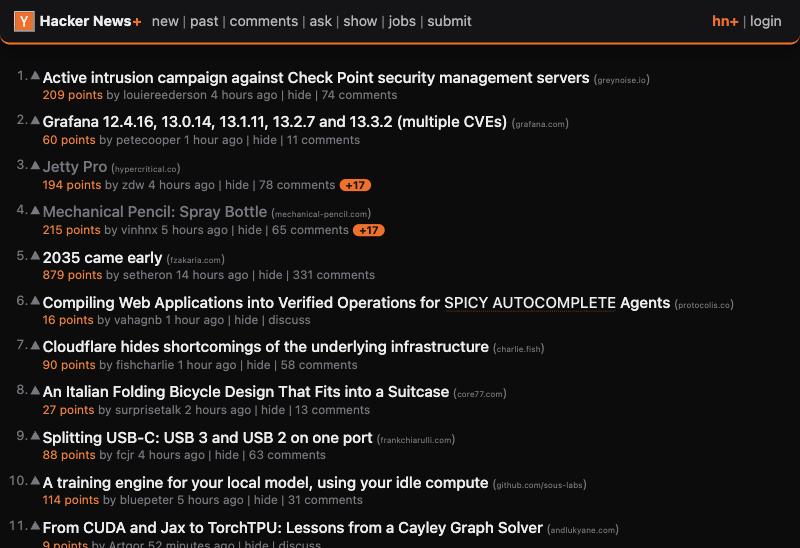 Y Hacker News+ new | past | comments | ask | show | jobs | submit hn+ | login
1. ▲ Active intrusion campaign against Check Point security management servers (greynoise.io)
209 points by louiereederson 4 hours ago | hide | 74 comments
2. ▲ Grafana 12.4.16, 13.0.14, 13.1.11, 13.2.7 and 13.3.2 (multiple CVEs) (grafana.com)
60 points by petecooper 1 hour ago | hide | 11 comments
3. ▲ Jetty Pro (hypercritical.co)
194 points by zdw 4 hours ago | hide | 78 comments +17
4. ▲ Mechanical Pencil: Spray Bottle (mechanical-pencil.com)
215 points by vinhnx 5 hours ago | hide | 65 comments +17
5. ▲ 2035 came early (fzakaria.com)
879 points by setheron 14 hours ago | hide | 331 comments
6. ▲ Compiling Web Applications into Verified Operations for SPICY AUTOCOMPLETE Agents (protocolis.co)
16 points by vahagnb 1 hour ago | hide | discuss
7. ▲ Cloudflare hides shortcomings of the underlying infrastructure (charlie.fish)
90 points by fishcharlie 1 hour ago | hide | 58 comments
8. ▲ An Italian Folding Bicycle Design That Fits into a Suitcase (core77.com)
27 points by surprisetalk 2 hours ago | hide | 13 comments
9. ▲ Splitting USB-C: USB 3 and USB 2 on one port (frankchiarulli.com)
88 points by fcjr 4 hours ago | hide | 63 comments
10. ▲ A training engine for your local model, using your idle compute (github.com/sous-labs)
114 points by bluepeter 5 hours ago | hide | 31 comments
11. ▲ From CUDA and Jax to TorchTPU: Lessons from a Cayley Graph Solver (andlukyane.com)
9 points by Artgor 52 minutes ago | hide | discuss